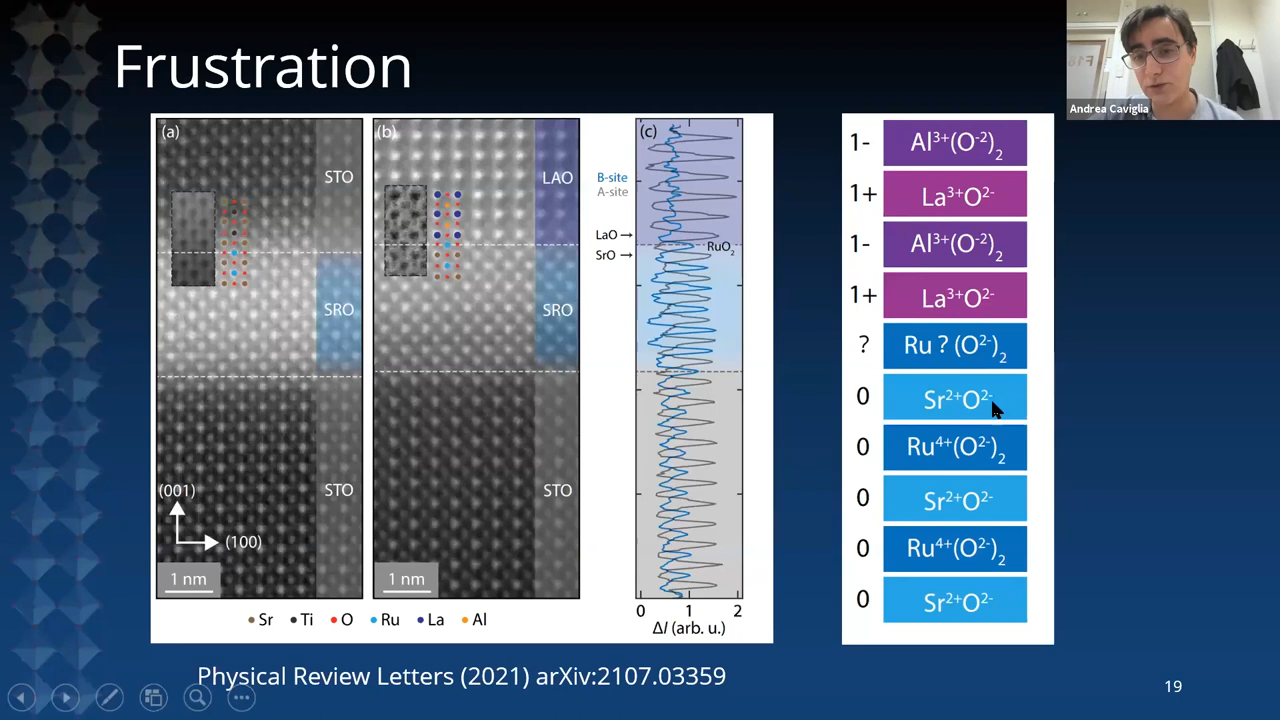 Frustration
Andrea Caviglia
(a)
STO
SRO
STO
(001)
(100)
1 nm
(b)
LAO
SRO
STO
1 nm
(c)
B-site
A-site
LaO →
SrO →
RuO₂
0 1 2
ΔI (arb. u.)
Sr Ti O Ru La Al
1- Al³⁺(O⁻²)₂
1+ La³⁺O²⁻
1- Al³⁺(O⁻²)₂
1+ La³⁺O²⁻
? Ru ? (O²⁻)₂
0 Sr²⁺O²⁻
0 Ru⁴⁺(O²⁻)₂
0 Sr²⁺O²⁻
0 Ru⁴⁺(O²⁻)₂
0 Sr²⁺O²⁻
Physical Review Letters (2021) arXiv:2107.03359
19